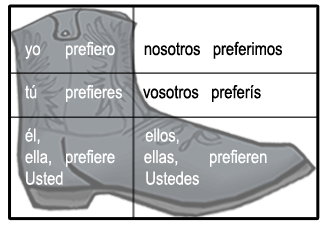 yo prefiero nosotros preferimos
tú prefieres vosotros preferís
él, ellos,
ella, prefiere ellas, prefieren
Usted Ustedes